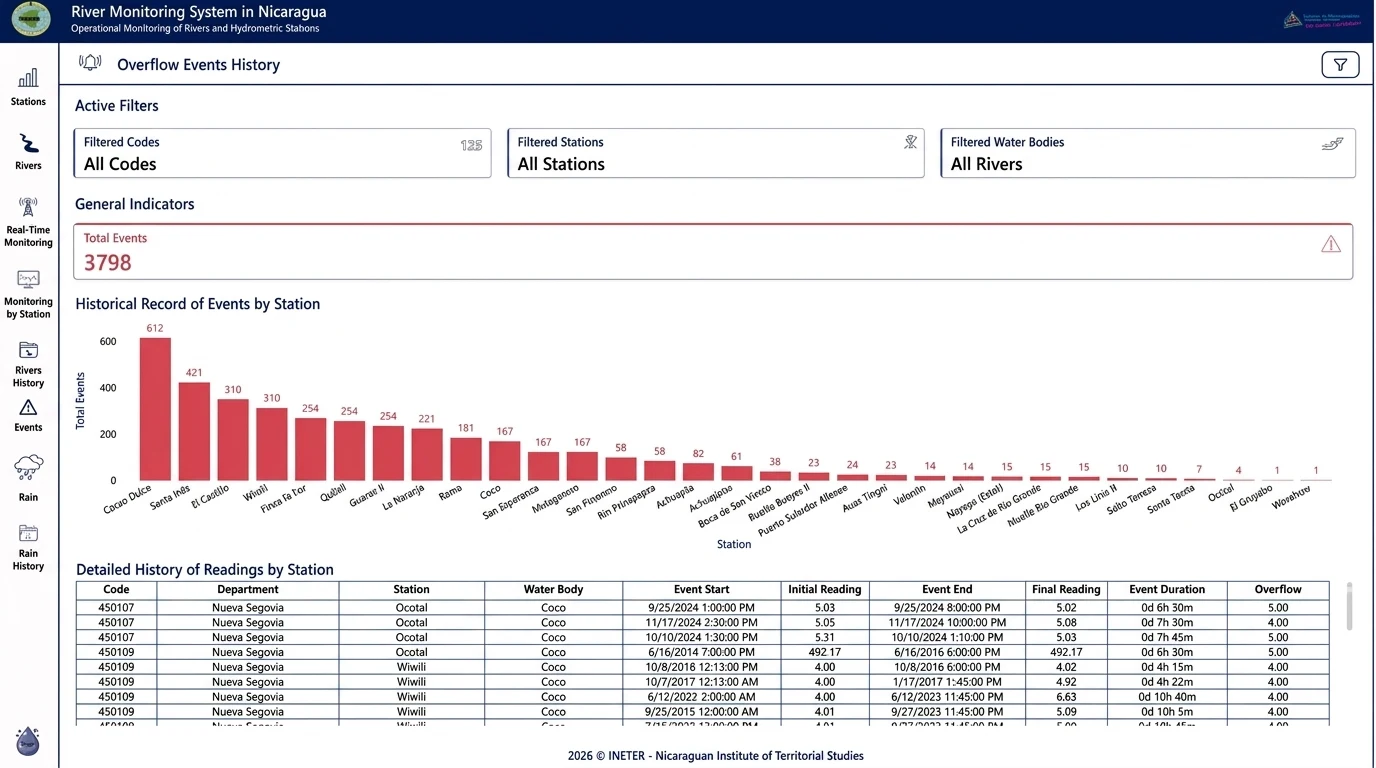 River Monitoring System in Nicaragua
Operational Monitoring of Rivers and Hydrometric Stabons
Overflow Events History
Stations
Rivers
Real-Time
Monitoring
Monitoring
by Station
Rivers
History
Events
Rain
Rain
History
Active Filters
Filtered Codes
All Codes
Filtered Stations
All Stations
Filtered Water Bodies
All Rivers
General Indicators
Total Events
3798
Historical Record of Events by Station
Total Events
600
400
200
0
612
421
310
310
254
254
254
221
181
167
167
167
58
58
82
61
38
23
24
23
14
14
15
15
15
10
10
7
4
1
1
Cocao Dulce
Santa Inés
El Castillo
La Naranja
Rama
Coco
San Esperanca
Boca de San
La Cruz de Rio Grande
Muelle Rio Grande
Salto Terresa
Station
Detailed History of Readings by Station
Code Department Station Water Body Event Start Initial Reading Event End Final Reading Event Duration Overflow
450107 Nueva Segovia Ocotal Coco 9/25/2024 1:00:00 PM 5.03 9/25/2024 8:00:00 PM 5.02 0d 6h 30m 5.00
450107 Nueva Segovia Ocotal Coco 11/17/2024 2:30:00 PM 5.05 11/17/2024 10:00:00 PM 5.08 0d 7h 30m 4.00
450107 Nueva Segovia Ocotal Coco 10/10/2024 1:30:00 PM 5.31 10/10/2024 1:10:00 PM 5.03 0d 7h 45m 5.00
450109 Nueva Segovia Ocotal Coco 6/16/2014 7:00:00 PM 492.17 6/16/2016 6:00:00 PM 492.17 0d 6h 30m 5.00
450109 Nueva Segovia Wiwili Coco 10/8/2018 12:13:00 PM 4.00 10/8/2016 6:00:00 PM 4.02 0d 4h 15m 4.00
450109 Nueva Segovia Wiwili Coco 10/7/2017 12:13:00 AM 4.00 1/17/2017 1:45:00 PM 4.92 0d 4h 22m 4.00
450109 Nueva Segovia Wiwili Coco 6/12/2022 2:00:00 AM 4.00 6/12/2023 11:45:00 PM 6.63 0d 10h 40m 4.00
450109 Nueva Segovia Wiwili Coco 9/25/2015 12:00:00 AM 4.01 9/27/2023 11:45:00 PM 5.09 0d 10h 5m 4.00
2026 © INETER - Nicaraguan Institute of Territorial Studies